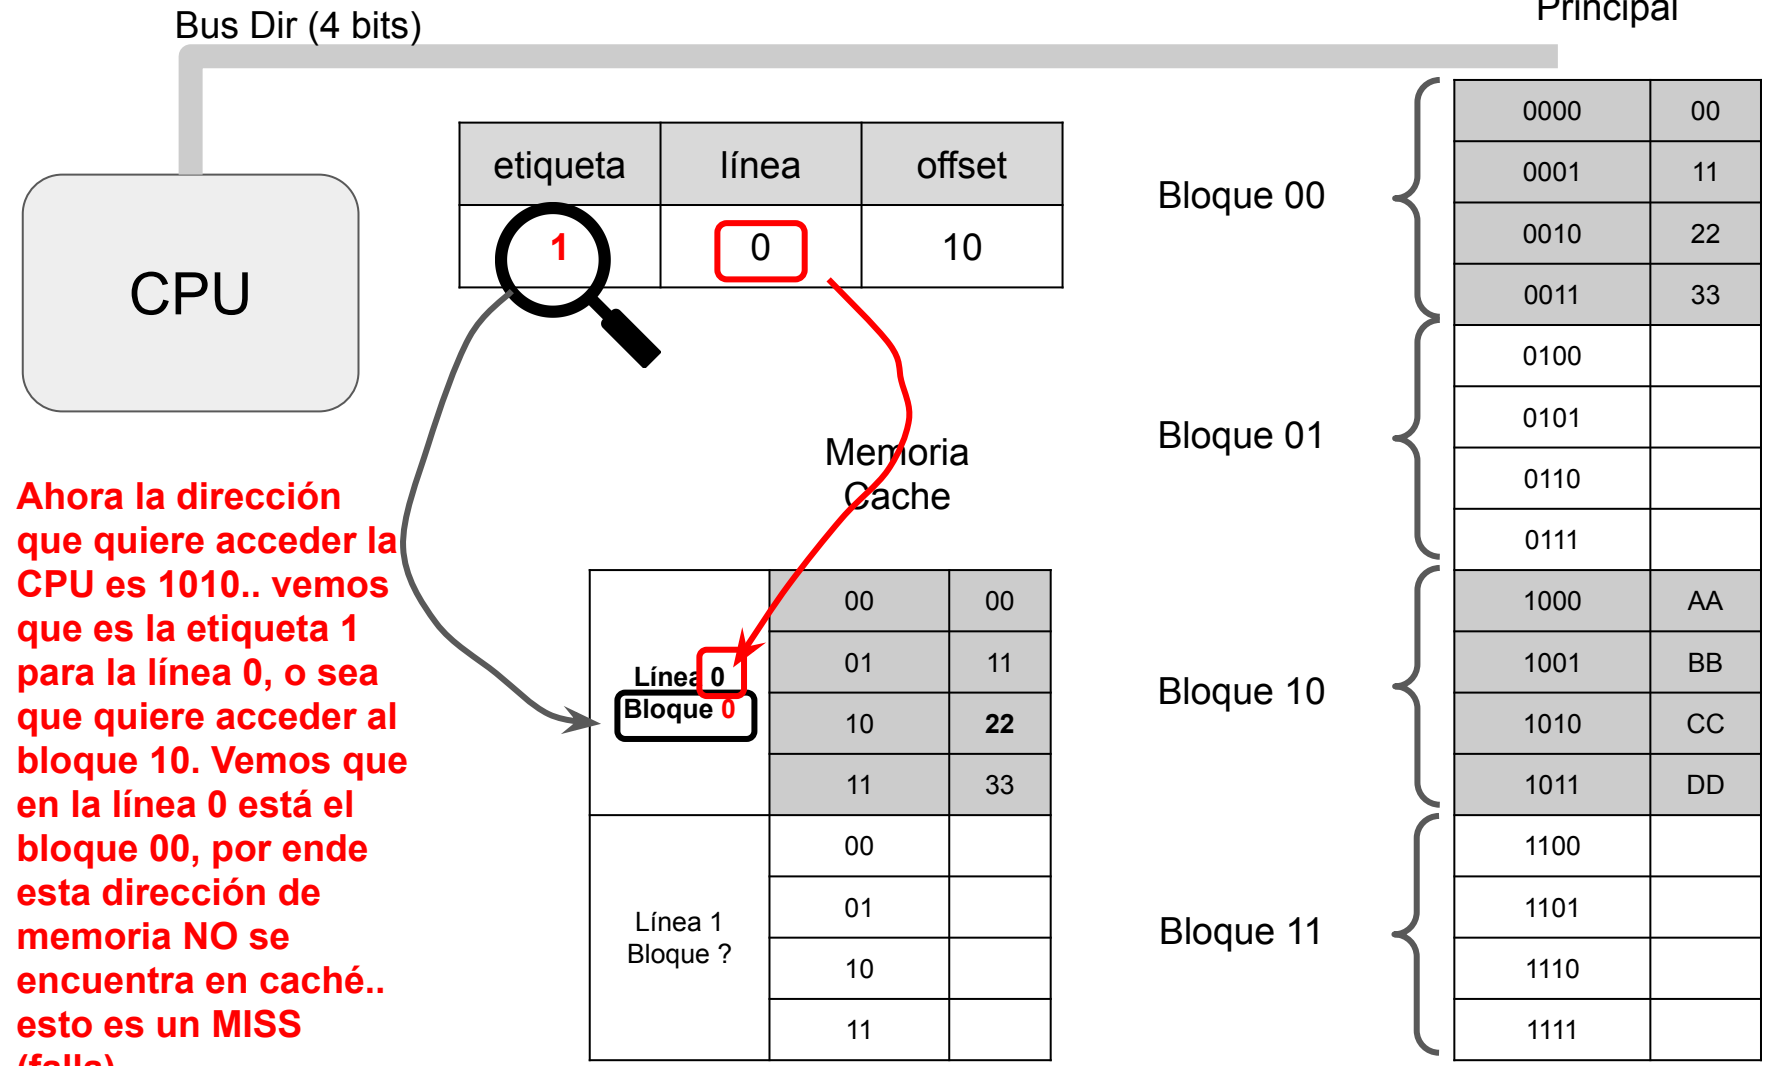 Bus Dir (4 bits)
Principal
etiqueta línea offset
1 0 10
CPU
Ahora la dirección
que quiere acceder la
CPU es 1010.. vemos
que es la etiqueta 1
para la línea 0, o sea
que quiere acceder al
bloque 10. Vemos que
en la línea 0 está el
bloque 00, por ende
esta dirección de
memoria NO se
encuentra en caché..
esto es un MISS
(falla)
Memoria
Cache
Línea 0
Bloque 0
00 00
01 11
10 22
11 33
Línea 1
Bloque ?
00
01
10
11
Bloque 00
0000 00
0001 11
0010 22
0011 33
Bloque 01
0100
0101
0110
0111
Bloque 10
1000 AA
1001 BB
1010 CC
1011 DD
Bloque 11
1100
1101
1110
1111